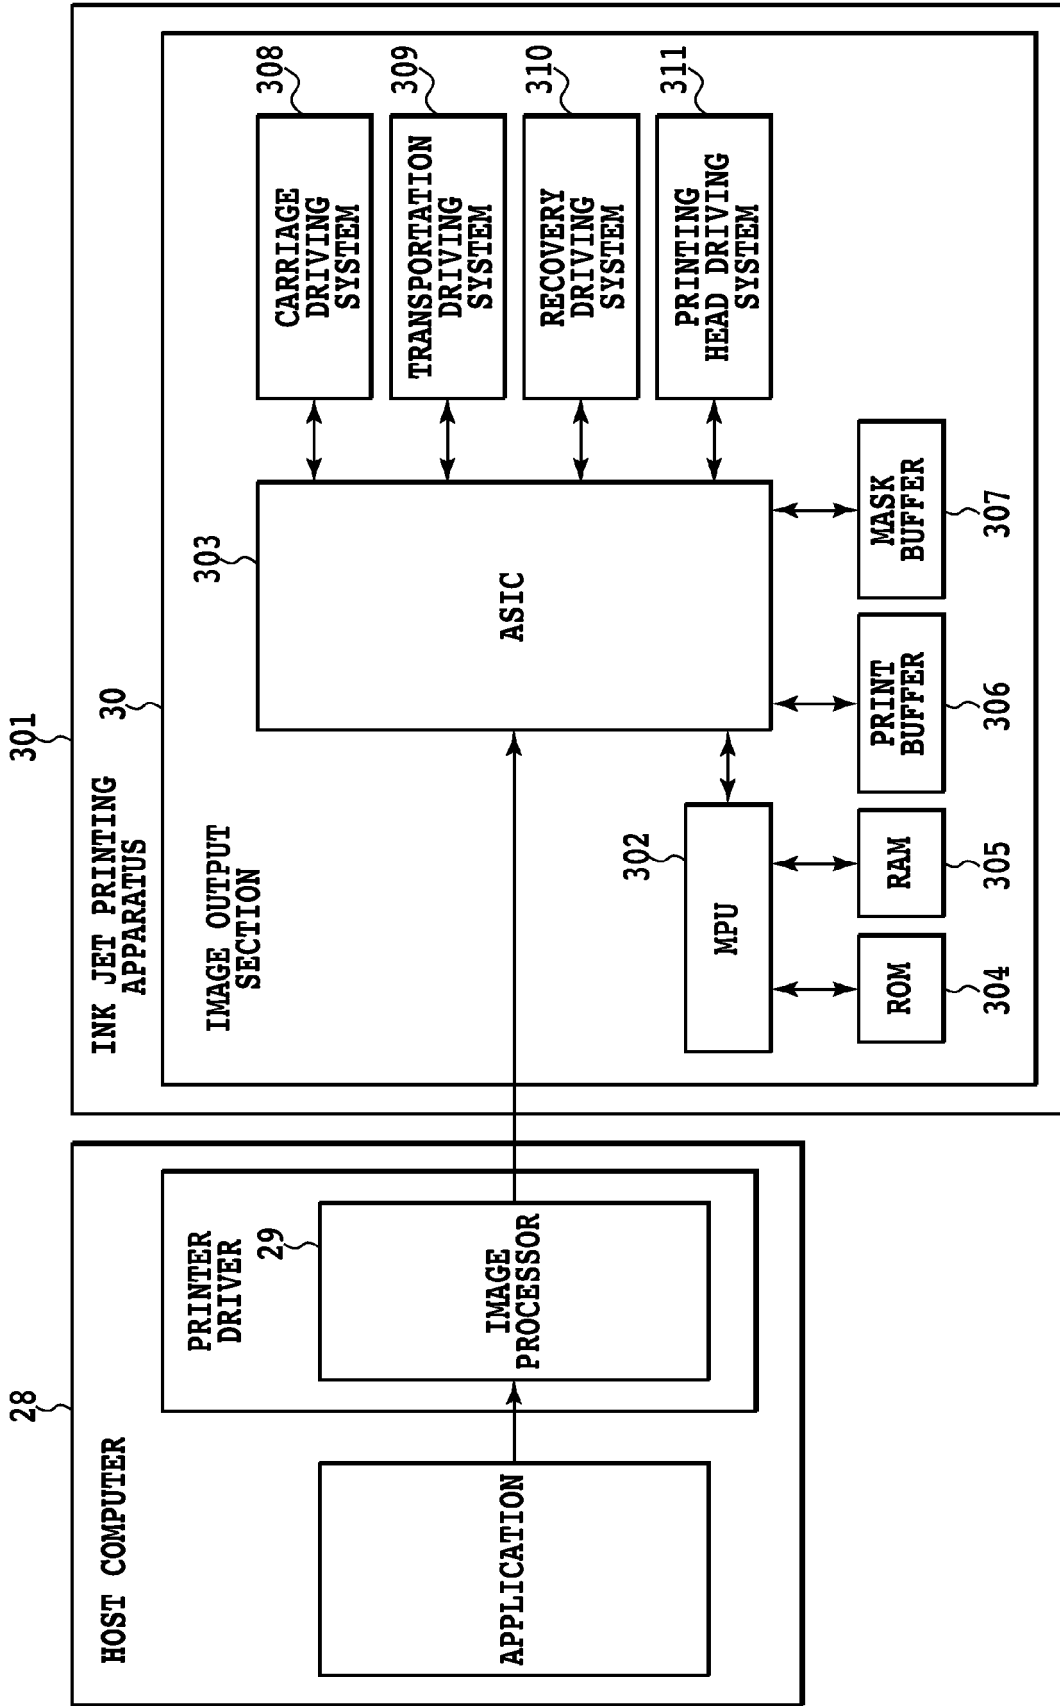 28
HOST COMPUTER
APPLICATION
PRINTER
DRIVER
29
IMAGE
PROCESSOR
301
INK JET PRINTING
APPARATUS
30
IMAGE OUTPUT
SECTION
303
ASIC
302
MPU
ROM
304
RAM
305
PRINT
BUFFER
306
MASK
BUFFER
307
CARRIAGE
DRIVING
SYSTEM
308
TRANSPORTATION
DRIVING
SYSTEM
309
RECOVERY
DRIVING
SYSTEM
310
PRINTING
HEAD DRIVING
SYSTEM
311